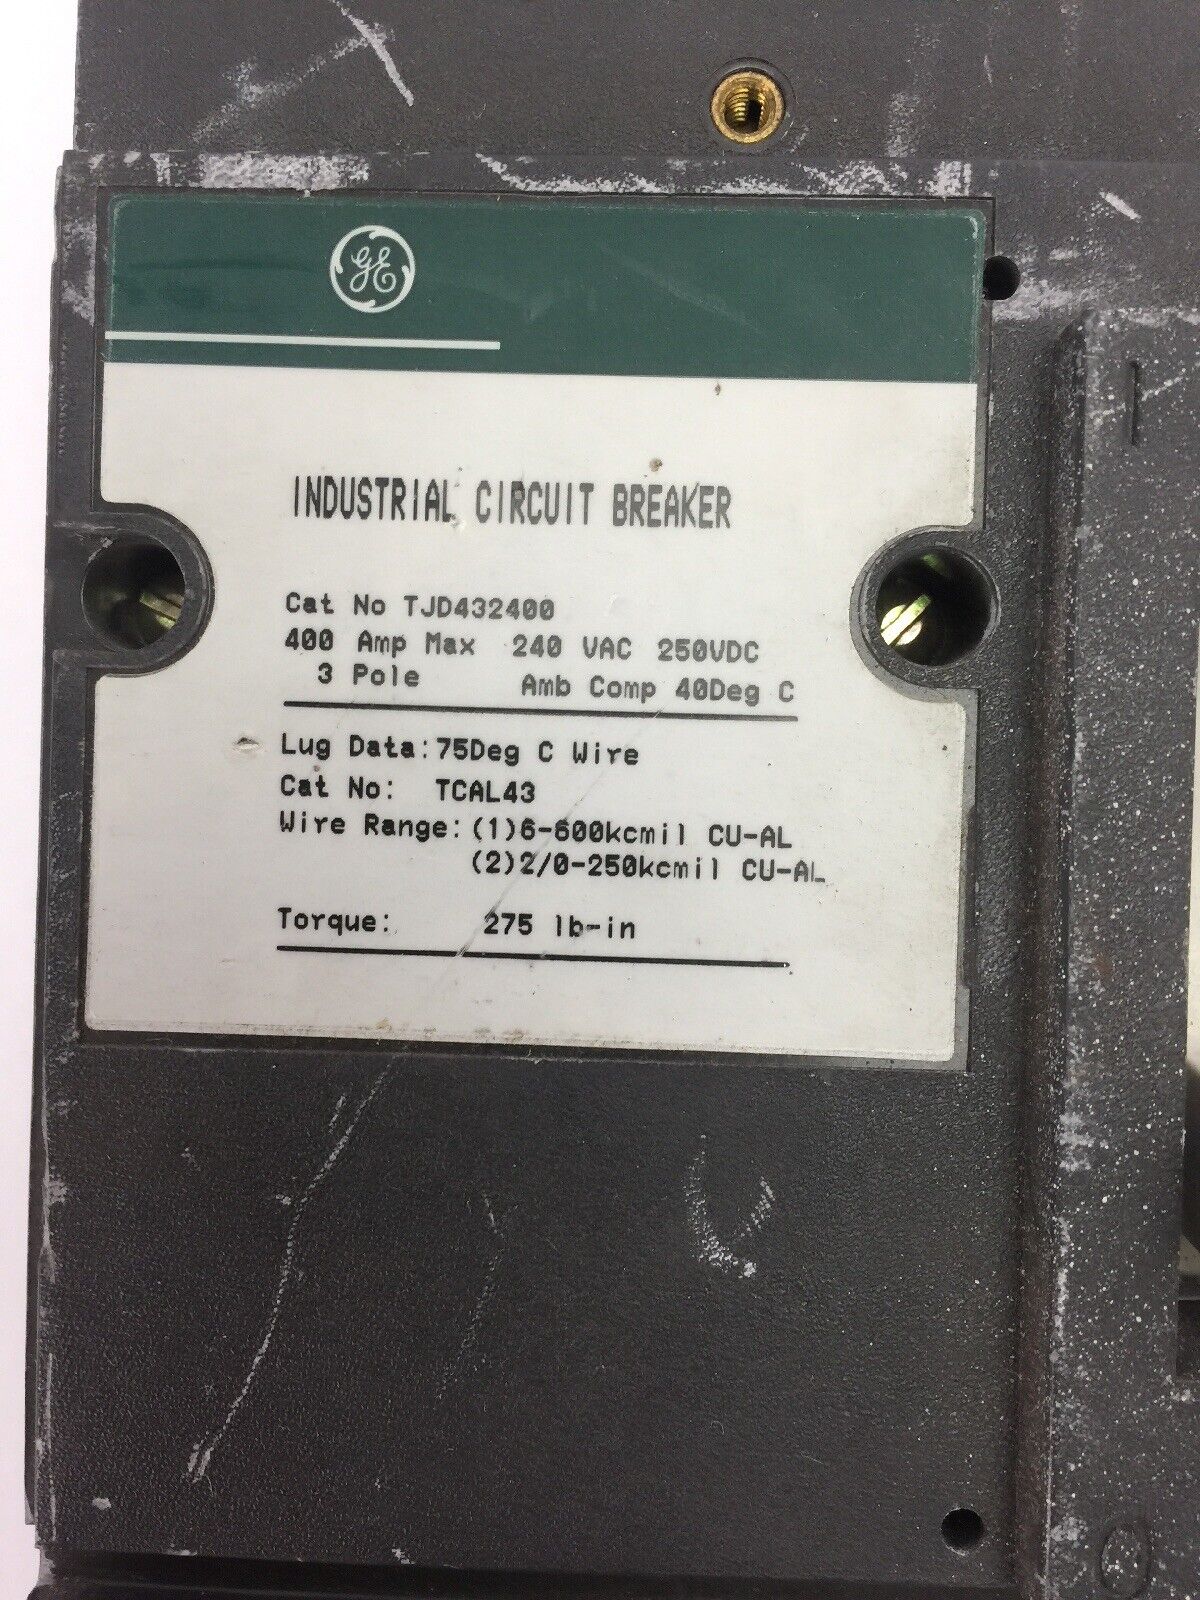 GE
INDUSTRIAL CIRCUIT BREAKER
Cat No TJD432400
400 Amp Max 240 VAC 250VDC
3 Pole Amb Comp 40Deg C
Lug Data: 75Deg C Wire
Cat No: TCAL43
Wire Range: (1)6-600kcmil CU-AL
(2)2/0-250kcmil CU-AL
Torque: 275 lb-in